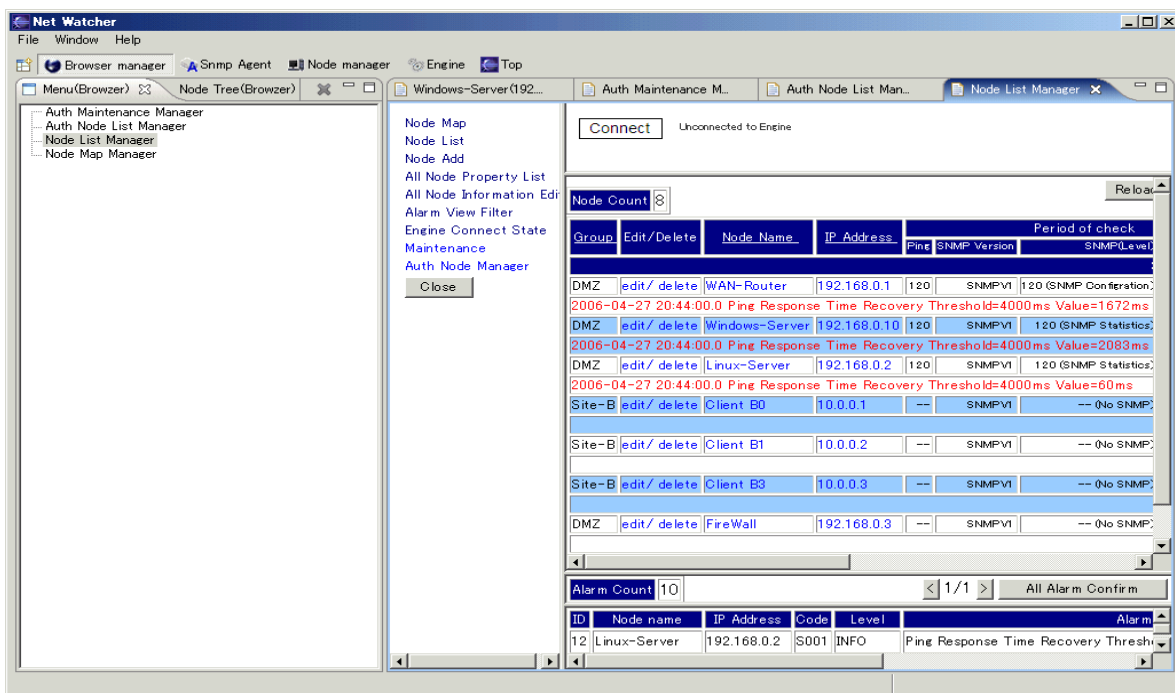 Net Watcher
File Window Help
Browser manager Snmp Agent Node manager Engine Top
Menu(Browzer) Node Tree(Browzer)
Auth Maintenance Manager
Auth Node List Manager
Node List Manager
Node Map Manager
Windows-Server(192.... Auth Maintenance M... Auth Node List Man... Node List Manager
Node Map
Node List
Node Add
All Node Property List
All Node Information Edi
Alarm View Filter
Engine Connect State
Maintenance
Auth Node Manager
Close
Connect Unconnected to Engine
Node Count 8 Reload
Group Edit/Delete Node Name IP Address Period of check
Ping SNMP Version SNMP(Level)
DMZ edit/ delete WAN-Router 192.168.0.1 120 SNMPV1 120 (SNMP Configration)
2006-04-27 20:44:00.0 Ping Response Time Recovery Threshold=4000ms Value=1672ms
DMZ edit/ delete Windows-Server 192.168.0.10 120 SNMPV1 120 (SNMP Statistics)
2006-04-27 20:44:00.0 Ping Response Time Recovery Threshold=4000ms Value=2083ms
DMZ edit/ delete Linux-Server 192.168.0.2 120 SNMPV1 120 (SNMP Statistics)
2006-04-27 20:44:00.0 Ping Response Time Recovery Threshold=4000ms Value=60ms
Site-B edit/ delete Client B0 10.0.0.1 -- SNMPV1 -- (No SNMP)
Site-B edit/ delete Client B1 10.0.0.2 -- SNMPV1 -- (No SNMP)
Site-B edit/ delete Client B3 10.0.0.3 -- SNMPV1 -- (No SNMP)
DMZ edit/ delete FireWall 192.168.0.3 -- SNMPV1 -- (No SNMP)
Alarm Count 10 < 1/1 > All Alarm Confirm
ID Node name IP Address Code Level Alarm
12 Linux-Server 192.168.0.2 S001 INFO Ping Response Time Recovery Thresh